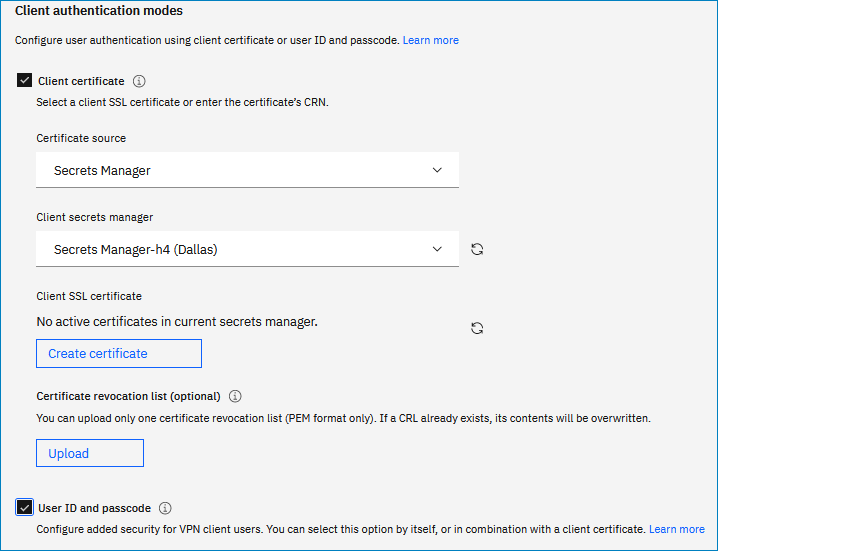 Client authentication modes
Configure user authentication using client certificate or user ID and passcode. Learn more
Client certificate
Select a client SSL certificate or enter the certificate's CRN.
Certificate source
Secrets Manager
Client secrets manager
Secrets Manager-h4 (Dallas)
Client SSL certificate
No active certificates in current secrets manager.
Create certificate
Certificate revocation list (optional)
You can upload only one certificate revocation list (PEM format only). If a CRL already exists, its contents will be overwritten.
Upload
User ID and passcode
Configure added security for VPN client users. You can select this option by itself, or in combination with a client certificate. Learn more